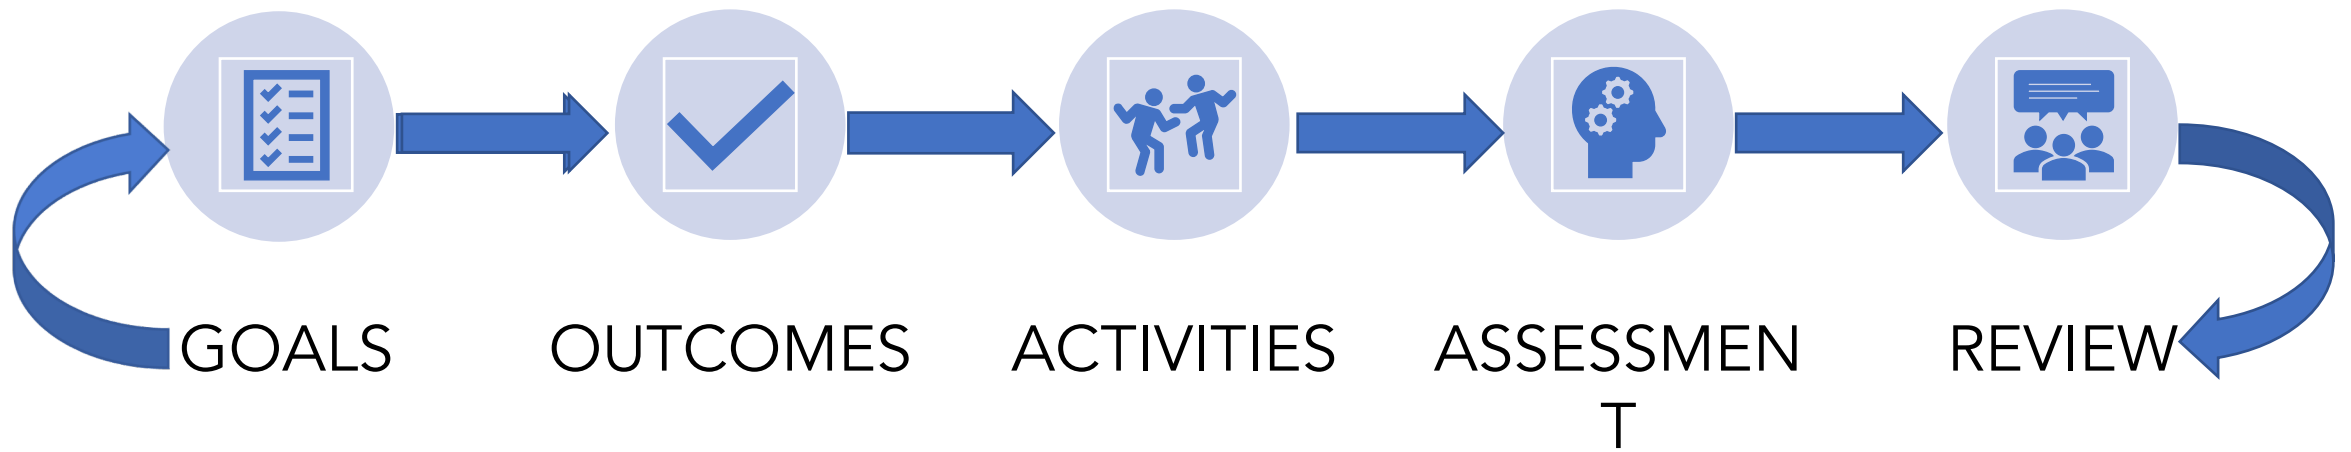 GOALS
OUTCOMES
ACTIVITIES
ASSESSMEN
T
REVIEW